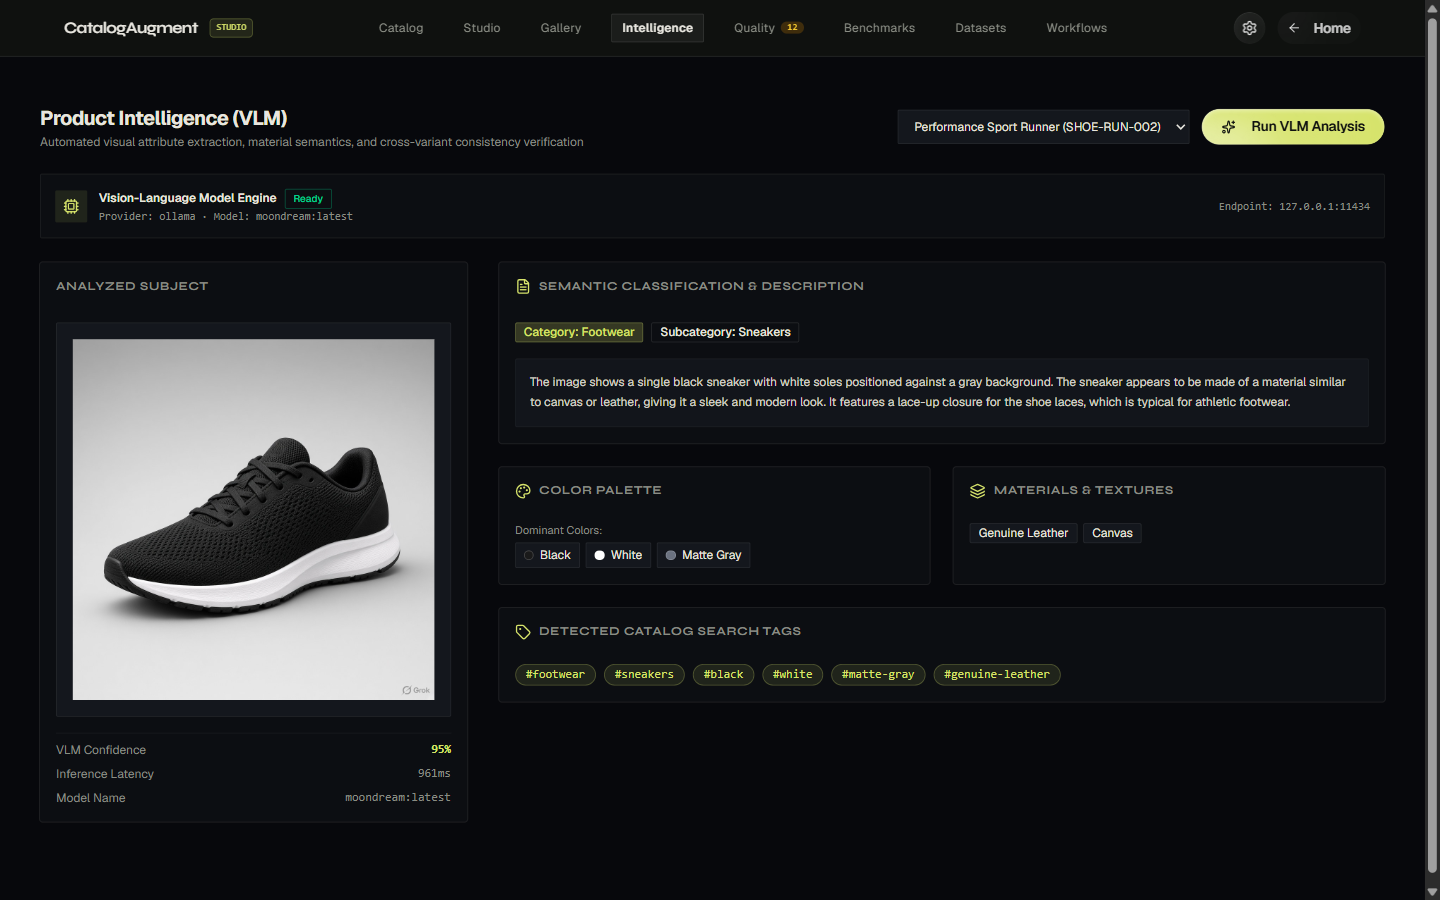 CatalogAugment STUDIO Catalog Studio Gallery Intelligence Quality 12 Benchmarks Datasets Workflows Home
Product Intelligence (VLM)
Automated visual attribute extraction, material semantics, and cross-variant consistency verification
Performance Sport Runner (SHOE-RUN-002)
Run VLM Analysis
Vision-Language Model Engine Ready
Provider: ollama · Model: moondream:latest
Endpoint: 127.0.0.1:11434
ANALYZED SUBJECT
Grok
VLM Confidence 95%
Inference Latency 961ms
Model Name moondream:latest
SEMANTIC CLASSIFICATION & DESCRIPTION
Category: Footwear Subcategory: Sneakers
The image shows a single black sneaker with white soles positioned against a gray background. The sneaker appears to be made of a material similar
to canvas or leather, giving it a sleek and modern look. It features a lace-up closure for the shoe laces, which is typical for athletic footwear.
COLOR PALETTE
Dominant Colors:
Black White Matte Gray
MATERIALS & TEXTURES
Genuine Leather Canvas
DETECTED CATALOG SEARCH TAGS
#footwear #sneakers #black #white #matte-gray #genuine-leather